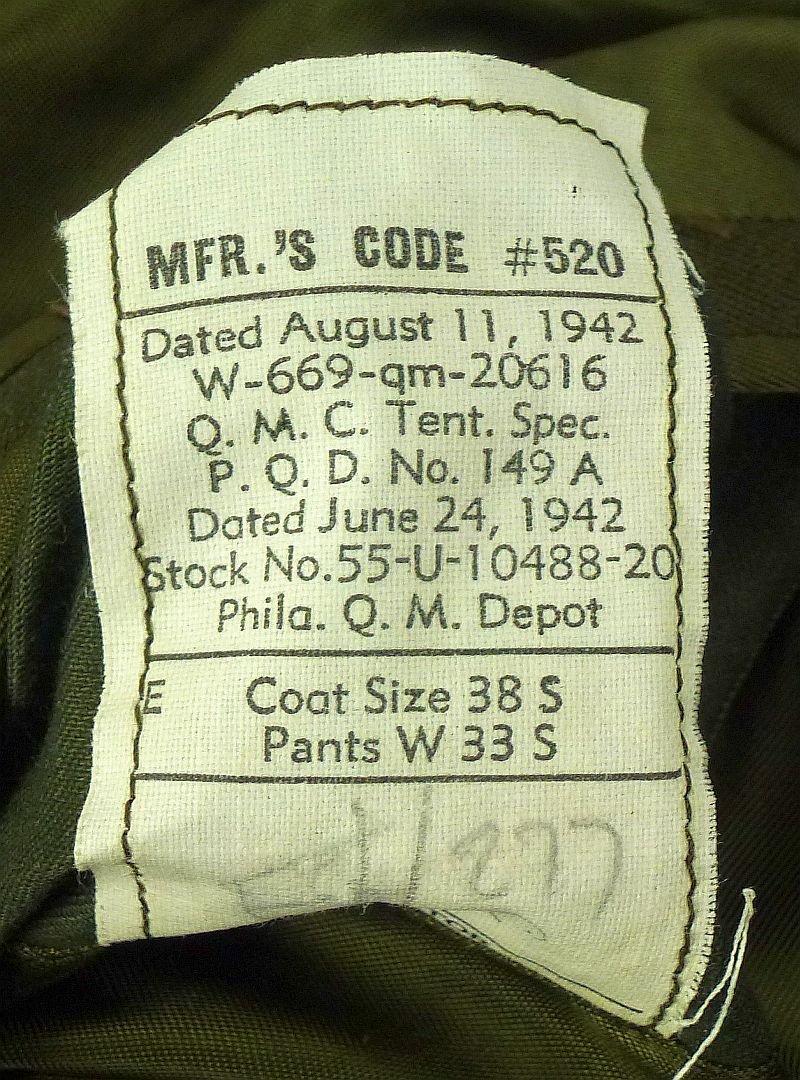 MFR.'S CODE #520
Dated August 11, 1942
W-669-qm-20616
Q. M. C. Tent. Spec.
P. Q. D. No. 149 A
Dated June 24, 1942
Stock No.55-U-10488-20
Phila. Q. M. Depot
E Coat Size 38 S
Pants W 33 S
277